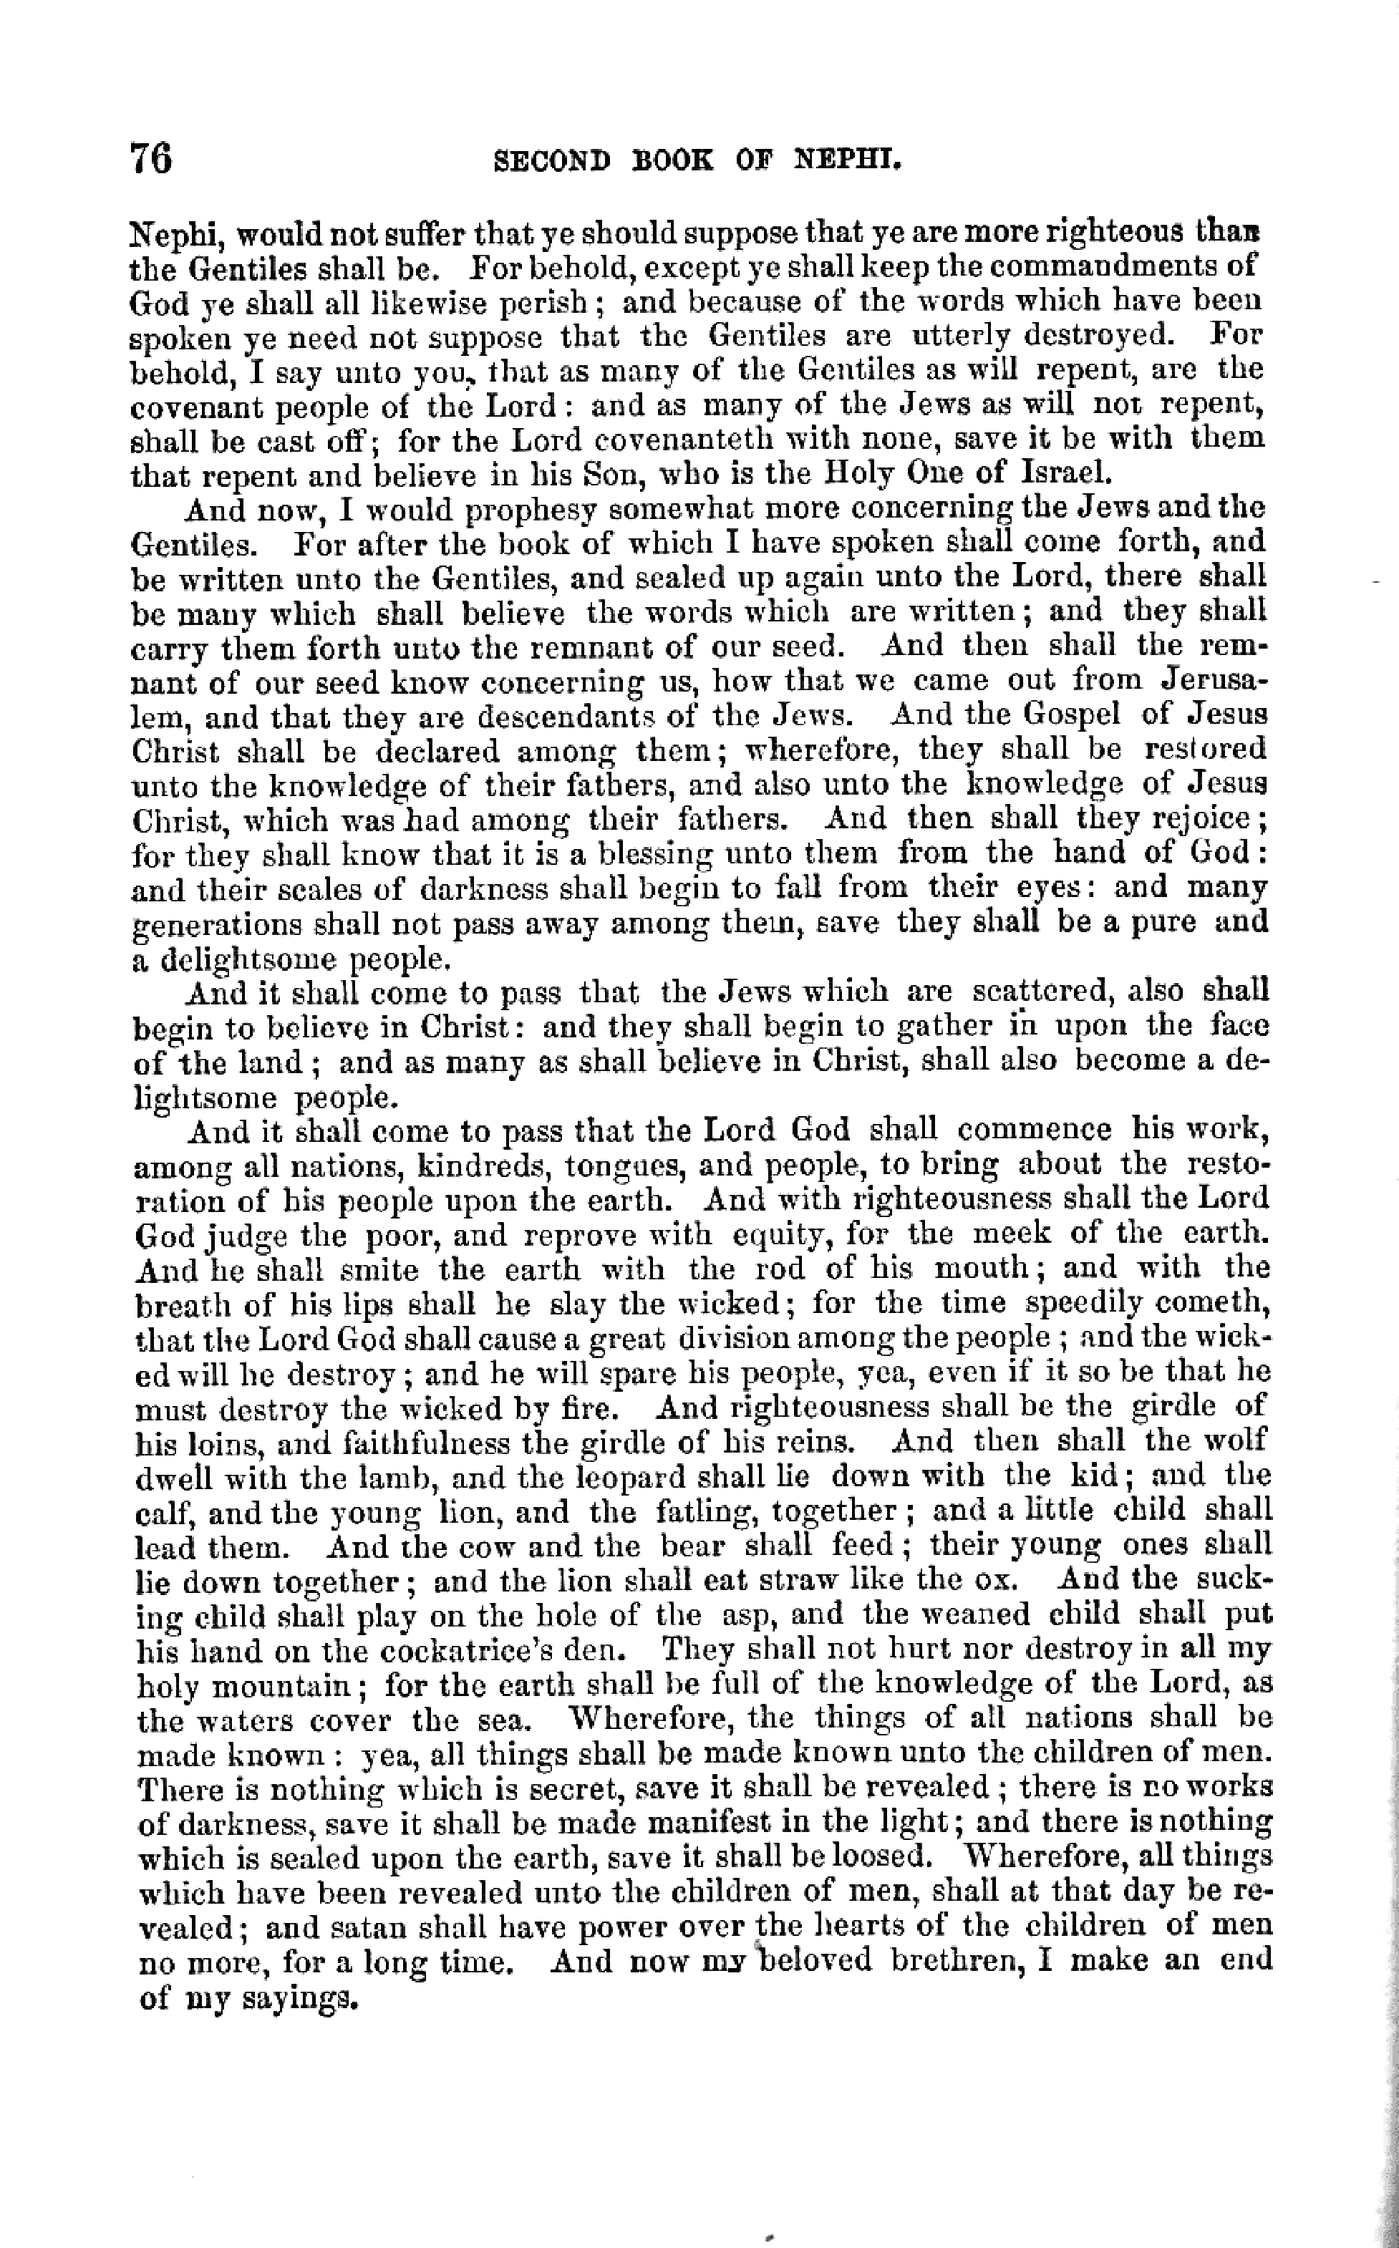 76 SECOND BOOK OF NEPHI.
Nephi, would not suffer that ye should suppose that ye are more righteous than
the Gentiles shall be. For behold, except ye shall keep the commandments of
God ye shall all likewise perish; and because of the words which have been
spoken ye need not suppose that the Gentiles are utterly destroyed. For
behold, I say unto you, that as many of the Gentiles as will repent, are the
covenant people of the Lord: and as many of the Jews as will not repent,
shall be cast off; for the Lord covenanteth with none, save it be with them
that repent and believe in his Son, who is the Holy One of Israel.
And now, I would prophesy somewhat more concerning the Jews and the
Gentiles. For after the book of which I have spoken shall come forth, and
be written unto the Gentiles, and sealed up again unto the Lord, there shall
be many which shall believe the words which are written; and they shall
carry them forth unto the remnant of our seed. And then shall the rem-
nant of our seed know concerning us, how that we came out from Jerusa-
lem, and that they are descendants of the Jews. And the Gospel of Jesus
Christ shall be declared among them; wherefore, they shall be restored
unto the knowledge of their fathers, and also unto the knowledge of Jesus
Christ, which was had among their fathers. And then shall they rejoice;
for they shall know that it is a blessing unto them from the hand of God:
and their scales of darkness shall begin to fall from their eyes: and many
generations shall not pass away among them, save they shall be a pure and
a delightsome people.
And it shall come to pass that the Jews which are scattered, also shall
begin to believe in Christ: and they shall begin to gather in upon the face
of the land; and as many as shall believe in Christ, shall also become a de-
lightsome people.
And it shall come to pass that the Lord God shall commence his work,
among all nations, kindreds, tongues, and people, to bring about the resto-
ration of his people upon the earth. And with righteousness shall the Lord
God judge the poor, and reprove with equity, for the meek of the earth.
And he shall smite the earth with the rod of his mouth; and with the
breath of his lips shall he slay the wicked; for the time speedily cometh,
that the Lord God shall cause a great division among the people; and the wick-
ed will he destroy; and he will spare his people, yea, even if it so be that he
must destroy the wicked by fire. And righteousness shall be the girdle of
his loins, and faithfulness the girdle of his reins. And then shall the wolf
dwell with the lamb, and the leopard shall lie down with the kid; and the
calf, and the young lion, and the fatling, together; and a little child shall
lead them. And the cow and the bear shall feed; their young ones shall
lie down together; and the lion shall eat straw like the ox. And the suck-
ing child shall play on the hole of the asp, and the weaned child shall put
his hand on the cockatrice's den. They shall not hurt nor destroy in all my
holy mountain; for the earth shall be full of the knowledge of the Lord, as
the waters cover the sea. Wherefore, the things of all nations shall be
made known: yea, all things shall be made known unto the children of men.
There is nothing which is secret, save it shall be revealed; there is no works
of darkness, save it shall be made manifest in the light; and there is nothing
which is sealed upon the earth, save it shall be loosed. Wherefore, all things
which have been revealed unto the children of men, shall at that day be re-
vealed; and satan shall have power over the hearts of the children of men
no more, for a long time. And now my beloved brethren, I make an end
of my sayings.